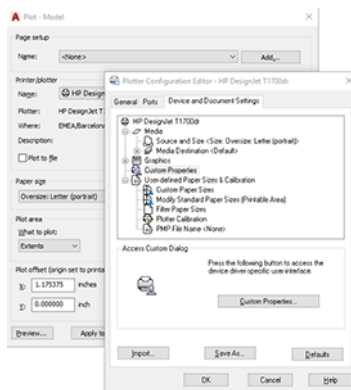 Plot - Model
Page setup
Name: <None> Add...
Printer/plotter
Name: HP Design
Plotter: HP DesignJet T1
Where: EMEA/Barcelon
Description:
Plot to file
Paper size
Oversize: Letter (portrait)
Plot area
What to plot:
Extents
Plot offset (origin set to printa
X: 1.175375 inches
Y: 0.000000 inch
Preview... Apply to
Plotter Configuration Editor - HP DesignJet T1700dr
General Ports Device and Document Settings
HP DesignJet T1700dr
Media
Source and Size <Size: Oversize: Letter (portrait)>
Media Destination <Default>
Graphics
Custom Properties
User-defined Paper Sizes & Calibration
Custom Paper Sizes
Modify Standard Paper Sizes (Printable Area)
Filter Paper Sizes
Plotter Calibration
PMP File Name <None>
Access Custom Dialog
Press the following button to access the
device driver-specific user-interface.
Custom Properties...
Import... Save As... Defaults
OK Cancel Help